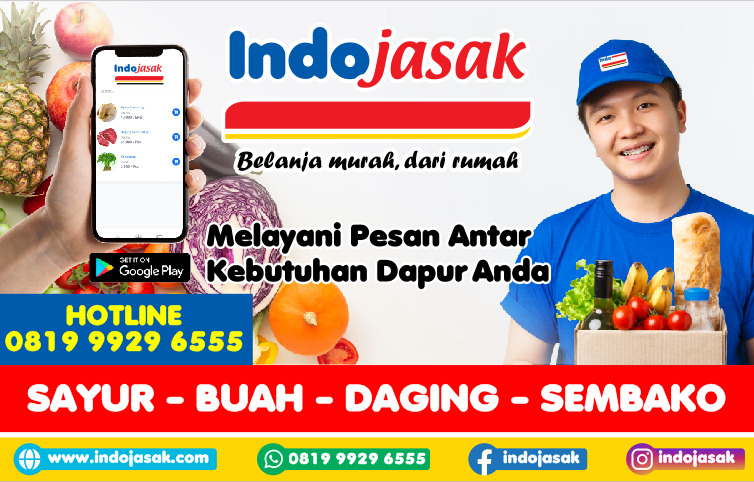 Indojasak
Belanja murah, dari rumah
Indojasak
Melayani Pesan Antar
Kebutuhan Dapur Anda
GET IT ON
Google Play
HOTLINE
0819 9929 6555
SAYUR - BUAH - DAGING - SEMBAKO
www.indojasak.com
0819 9929 6555
indojasak
indojasak